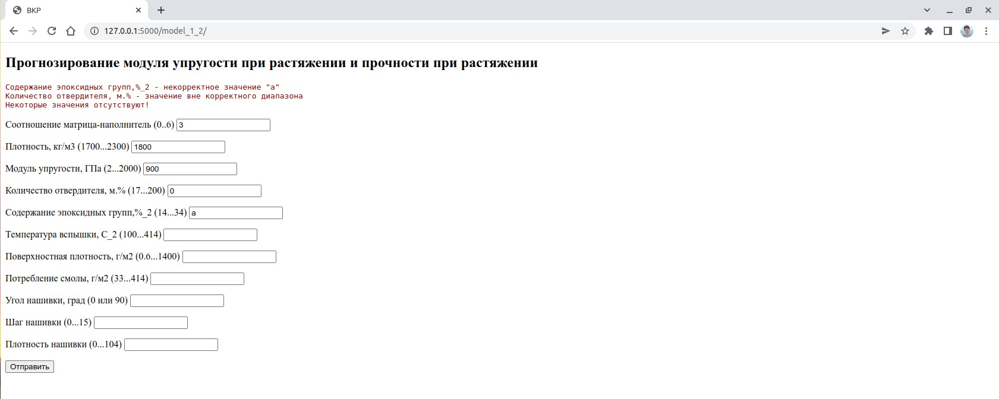 ВКР
127.0.0.1:5000/model_1_2/
Прогнозирование модуля упругости при растяжении и прочности при растяжении
Содержание эпоксидных групп,%_2 - некорректное значение "a"
Количество отвердителя, м.% - значение вне корректного диапазона
Некоторые значения отсутствуют!
Соотношение матрица-наполнитель (0..6) 3
Плотность, кг/м3 (1700...2300) 1800
Модуль упругости, ГПа (2...2000) 900
Количество отвердителя, м.% (17...200) 0
Содержание эпоксидных групп,%_2 (14...34) a
Температура вспышки, С_2 (100...414)
Поверхностная плотность, г/м2 (0.6...1400)
Потребление смолы, г/м2 (33...414)
Угол нашивки, град (0 или 90)
Шаг нашивки (0...15)
Плотность нашивки (0...104)
Отправить